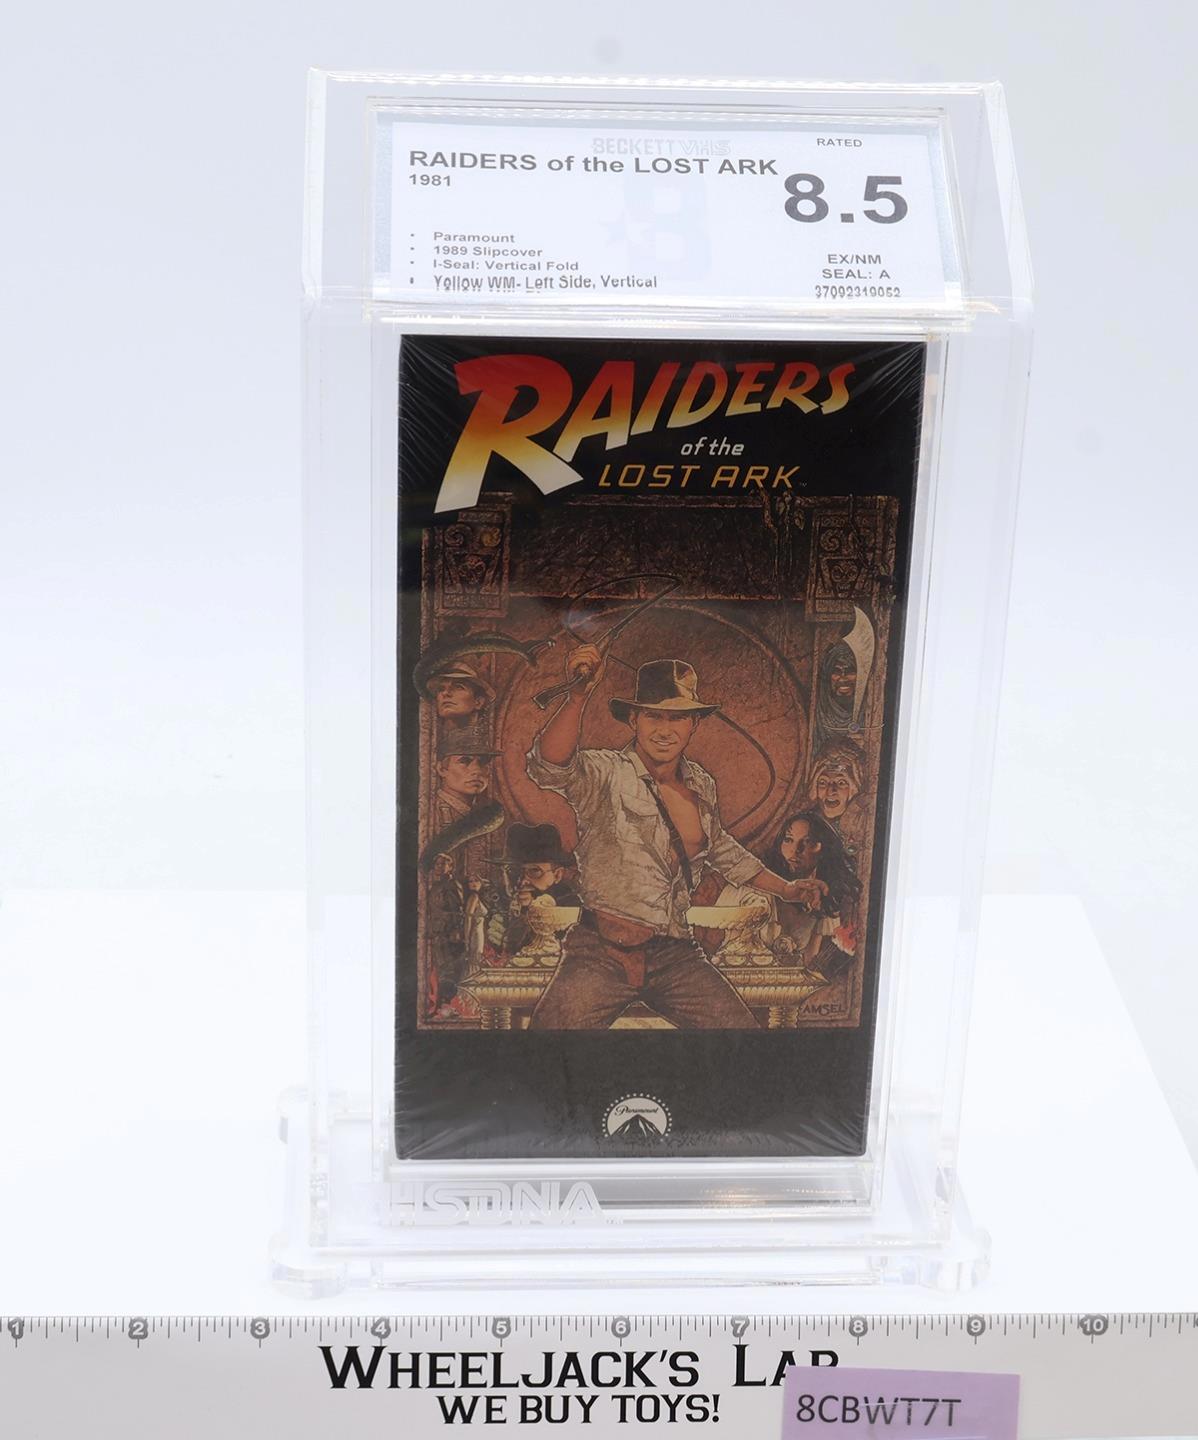 BECKETT VHS
RATED
RAIDERS of the LOST ARK
1981
8.5
• Paramount
• 1989 Slipcover
• I-Seal: Vertical Fold
• Yollow WM- Left Side, Vertical
EX/NM
SEAL: A
37092319052
RAIDERS
of the
LOST ARK
AMSEL
Paramount
HSDNA
1 2 3 4 5 6 7 8 9 10
WHEELJACK'S LAB
WE BUY TOYS!
8CBWT7T